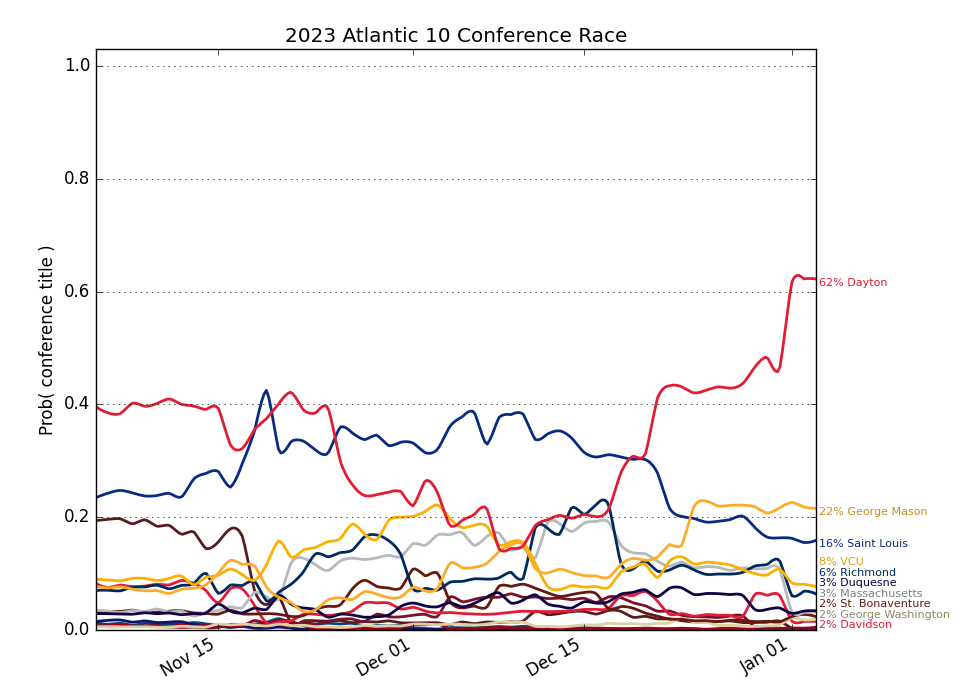 2023 Atlantic 10 Conference Race
Prob( conference title )
1.0
0.8
0.6
0.4
0.2
0.0
Nov 15
Dec 01
Dec 15
Jan 01
62% Dayton
22% George Mason
16% Saint Louis
8% VCU
6% Richmond
3% Duquesne
3% Massachusetts
2% St. Bonaventure
2% George Washington
2% Davidson